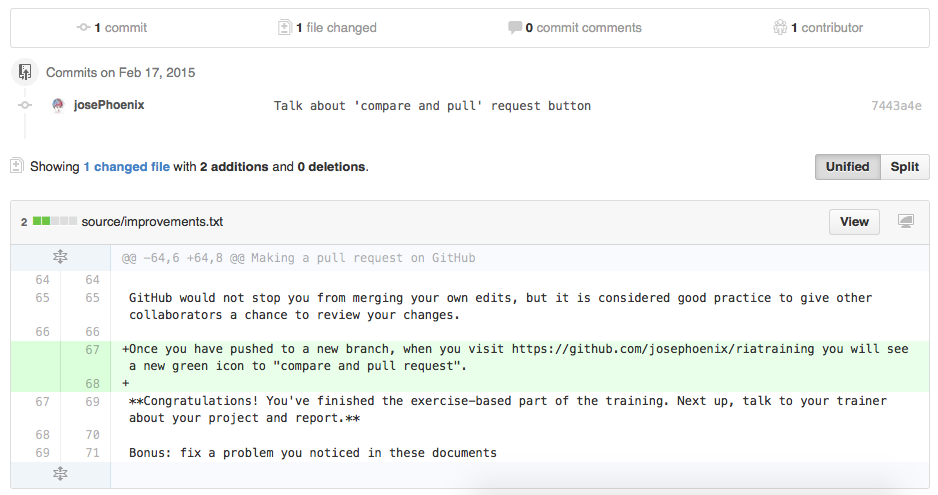 1 commit 1 file changed 0 commit comments 1 contributor
Commits on Feb 17, 2015
josePhoenix Talk about 'compare and pull' request button 7443a4e
Showing 1 changed file with 2 additions and 0 deletions. Unified Split
2 source/improvements.txt View
@@ -64,6 +64,8 @@ Making a pull request on GitHub
64 64
65 65 GitHub would not stop you from merging your own edits, but it is considered good practice to give other
collaborators a chance to review your changes.
66 66
67 +Once you have pushed to a new branch, when you visit https://github.com/josephoenix/riatraining you will see
a new green icon to "compare and pull request".
68 +
67 69 **Congratulations! You've finished the exercise-based part of the training. Next up, talk to your trainer
about your project and report.**
68 70
69 71 Bonus: fix a problem you noticed in these documents